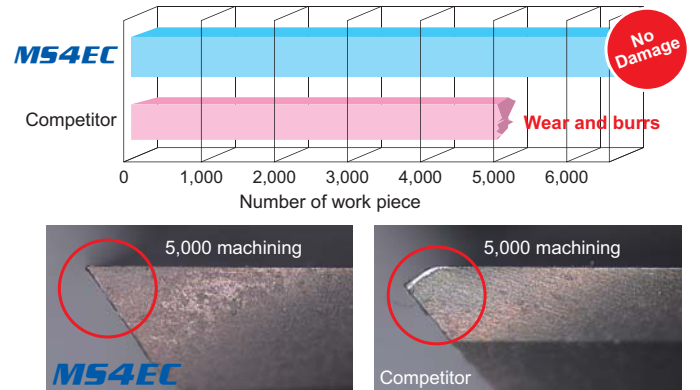 MS4EC
No
Damage
Competitor
Wear and burrs
0 1,000 2,000 3,000 4,000 5,000 6,000
Number of work piece
5,000 machining
MS4EC
5,000 machining
Competitor